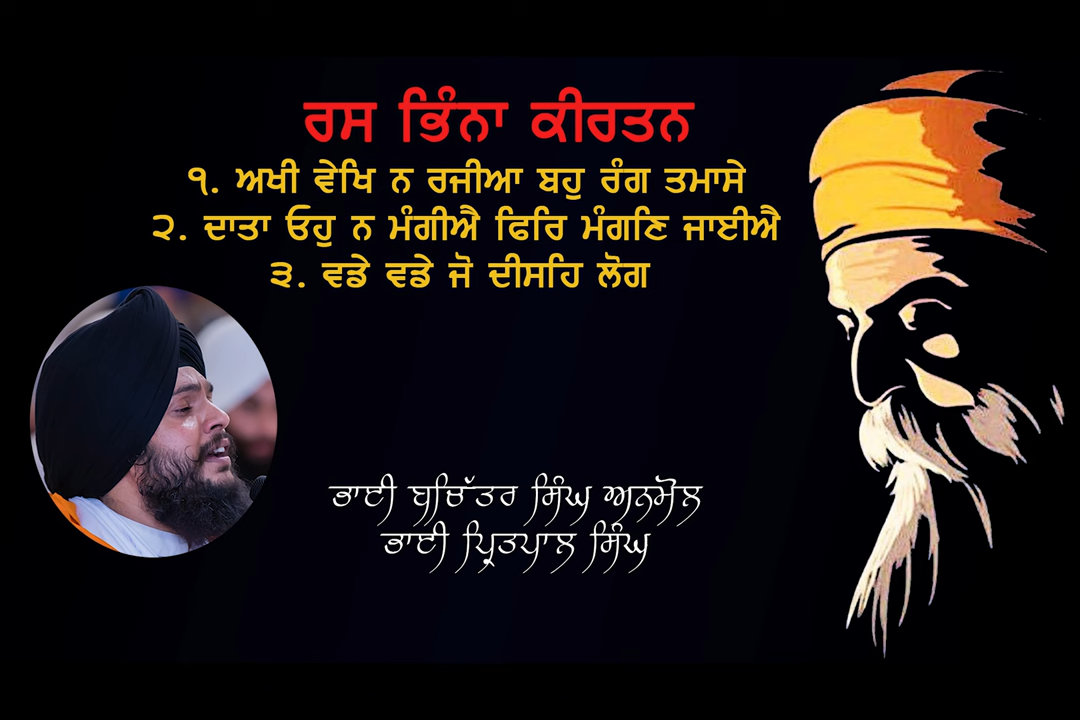 ਰਸ ਭਿੰਨਾ ਕੀਰਤਨ
੧. ਅਖੀ ਵੇਖਿ ਨ ਰਜੀਆ ਬਹੁ ਰੰਗ ਤਮਾਸੇ
੨. ਦਾਤਾ ਓਹੁ ਨ ਮੰਗੀਐ ਫਿਰਿ ਮੰਗਣਿ ਜਾਈਐ
੩. ਵਡੇ ਵਡੇ ਜੋ ਦੀਸਹਿ ਲੋਗ
ਭਾਈ ਬਚਿੱਤਰ ਸਿੰਘ ਅਨਮੋਲ
ਭਾਈ ਪ੍ਰਿਤਪਾਲ ਸਿੰਘ